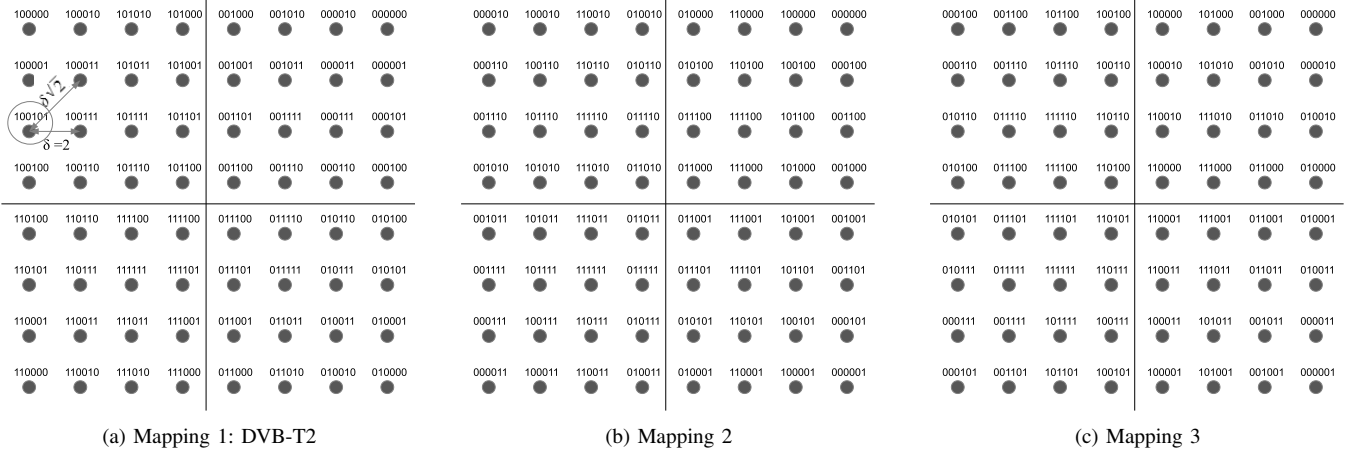 100000 100010 101010 101000 001000 001010 000010 000000
100001 100011 101011 101001 001001 001011 000011 000001
δ√2
100101 100111 101111 101101 001101 001111 000111 000101
δ =2
100100 100110 101110 101100 001100 001110 000110 000100
110100 110110 111100 111100 011100 011110 010110 010100
110101 110111 111111 111101 011101 011111 010111 010101
110001 110011 111011 111001 011001 011011 010011 010001
110000 110010 111010 111000 011000 011010 010010 010000
(a) Mapping 1: DVB-T2
000010 100010 110010 010010 010000 110000 100000 000000
000110 100110 110110 010110 010100 110100 100100 000100
001110 101110 111110 011110 011100 111100 101100 001100
001010 101010 111010 011010 011000 111000 101000 001000
001011 101011 111011 011011 011001 111001 101001 001001
001111 101111 111111 011111 011101 111101 101101 001101
000111 100111 110111 010111 010101 110101 100101 000101
000011 100011 110011 010011 010001 110001 100001 000001
(b) Mapping 2
000100 001100 101100 100100 100000 101000 001000 000000
000110 001110 101110 100110 100010 101010 001010 000010
010110 011110 111110 110110 110010 111010 011010 010010
010100 011100 111100 110100 110000 111000 011000 010000
010101 011101 111101 110101 110001 111001 011001 010001
010111 011111 111111 110111 110011 111011 011011 010011
000111 001111 101111 100111 100011 101011 001011 000011
000101 001101 101101 100101 100001 101001 001001 000001
(c) Mapping 3